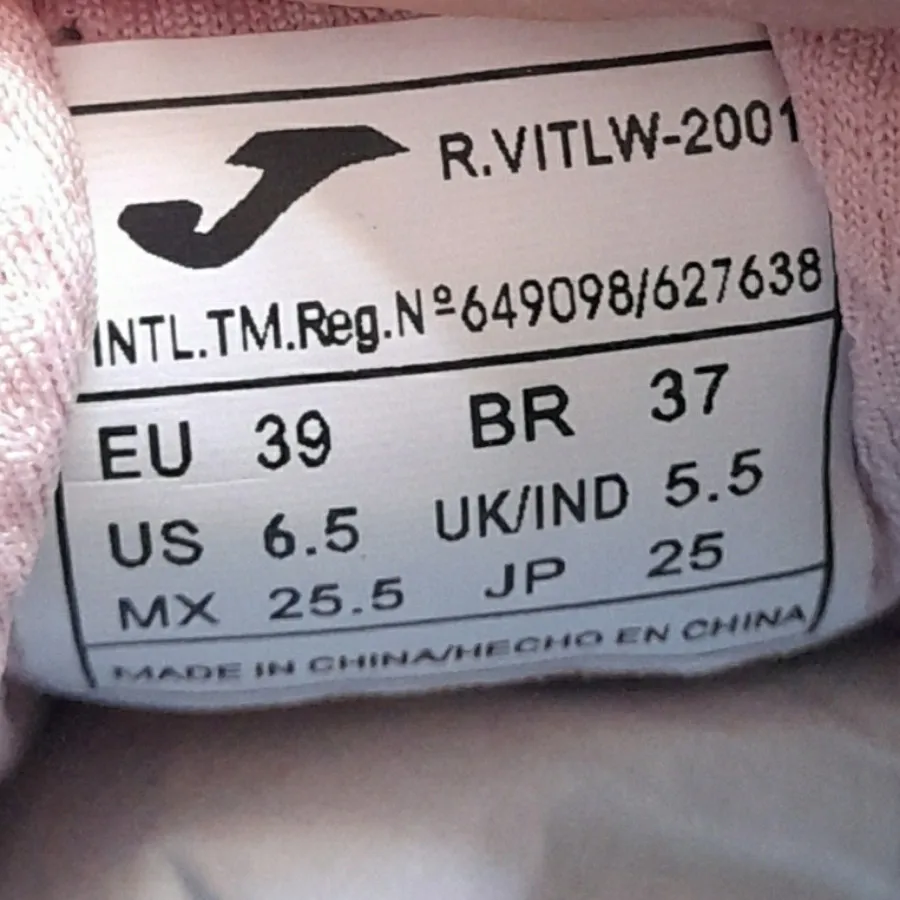 R.VITLW-2001
INTL.TM.Reg.Nº649098/627638
EU 39 BR 37
US 6.5 UK/IND 5.5
MX 25.5 JP 25
MADE IN CHINA/HECHO EN CHINA